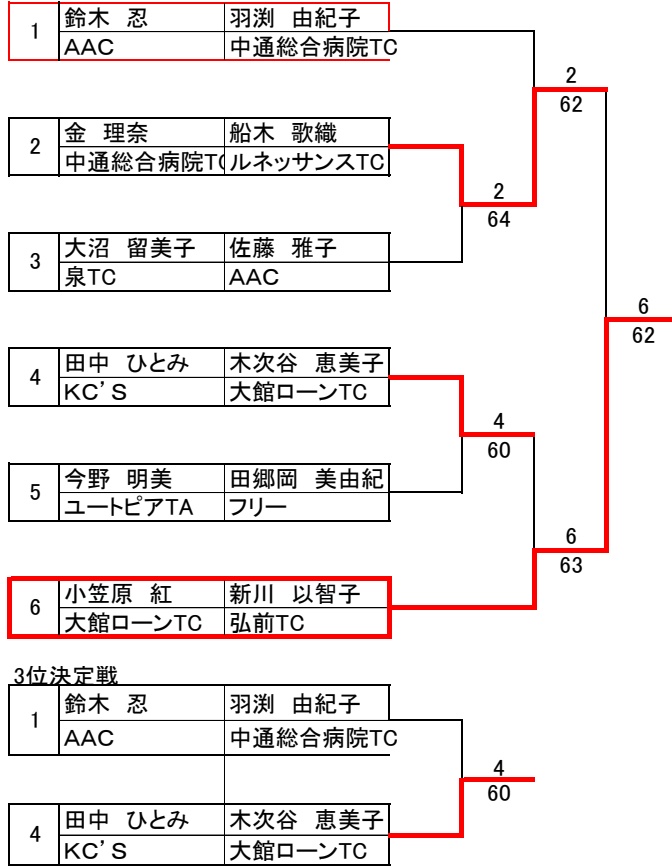 1 鈴木 忍 羽渕 由紀子
AAC 中通総合病院TC
2
62
2 金 理奈 船木 歌織
中通総合病院TC ルネッサンスTC
2
64
3 大沼 留美子 佐藤 雅子
泉TC AAC
6
62
4 田中 ひとみ 木次谷 恵美子
KC'S 大館ローンTC
4
60
5 今野 明美 田郷岡 美由紀
ユートピアTA フリー
6
63
6 小笠原 紅 新川 以智子
大館ローンTC 弘前TC
3位決定戦
1 鈴木 忍 羽渕 由紀子
AAC 中通総合病院TC
4
60
4 田中 ひとみ 木次谷 恵美子
KC'S 大館ローンTC